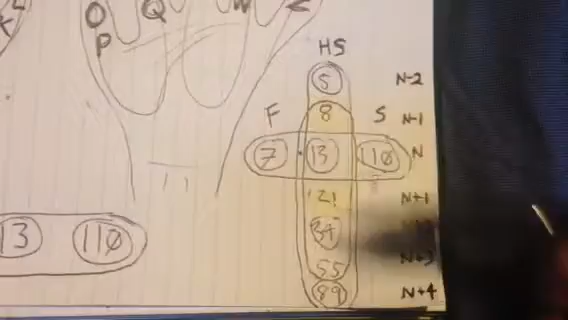 O Q W Z
P
HS
5 N-2
8 N-1
F S
7 13 110 N
21 N+1
34
55 N+3
89 N+4
13 110